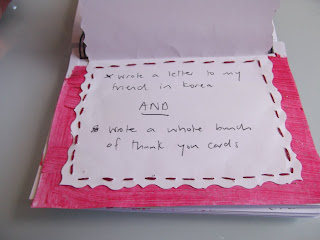 * wrote a letter to my
friend in Korea
AND
* wrote a whole bunch
of thank you cards